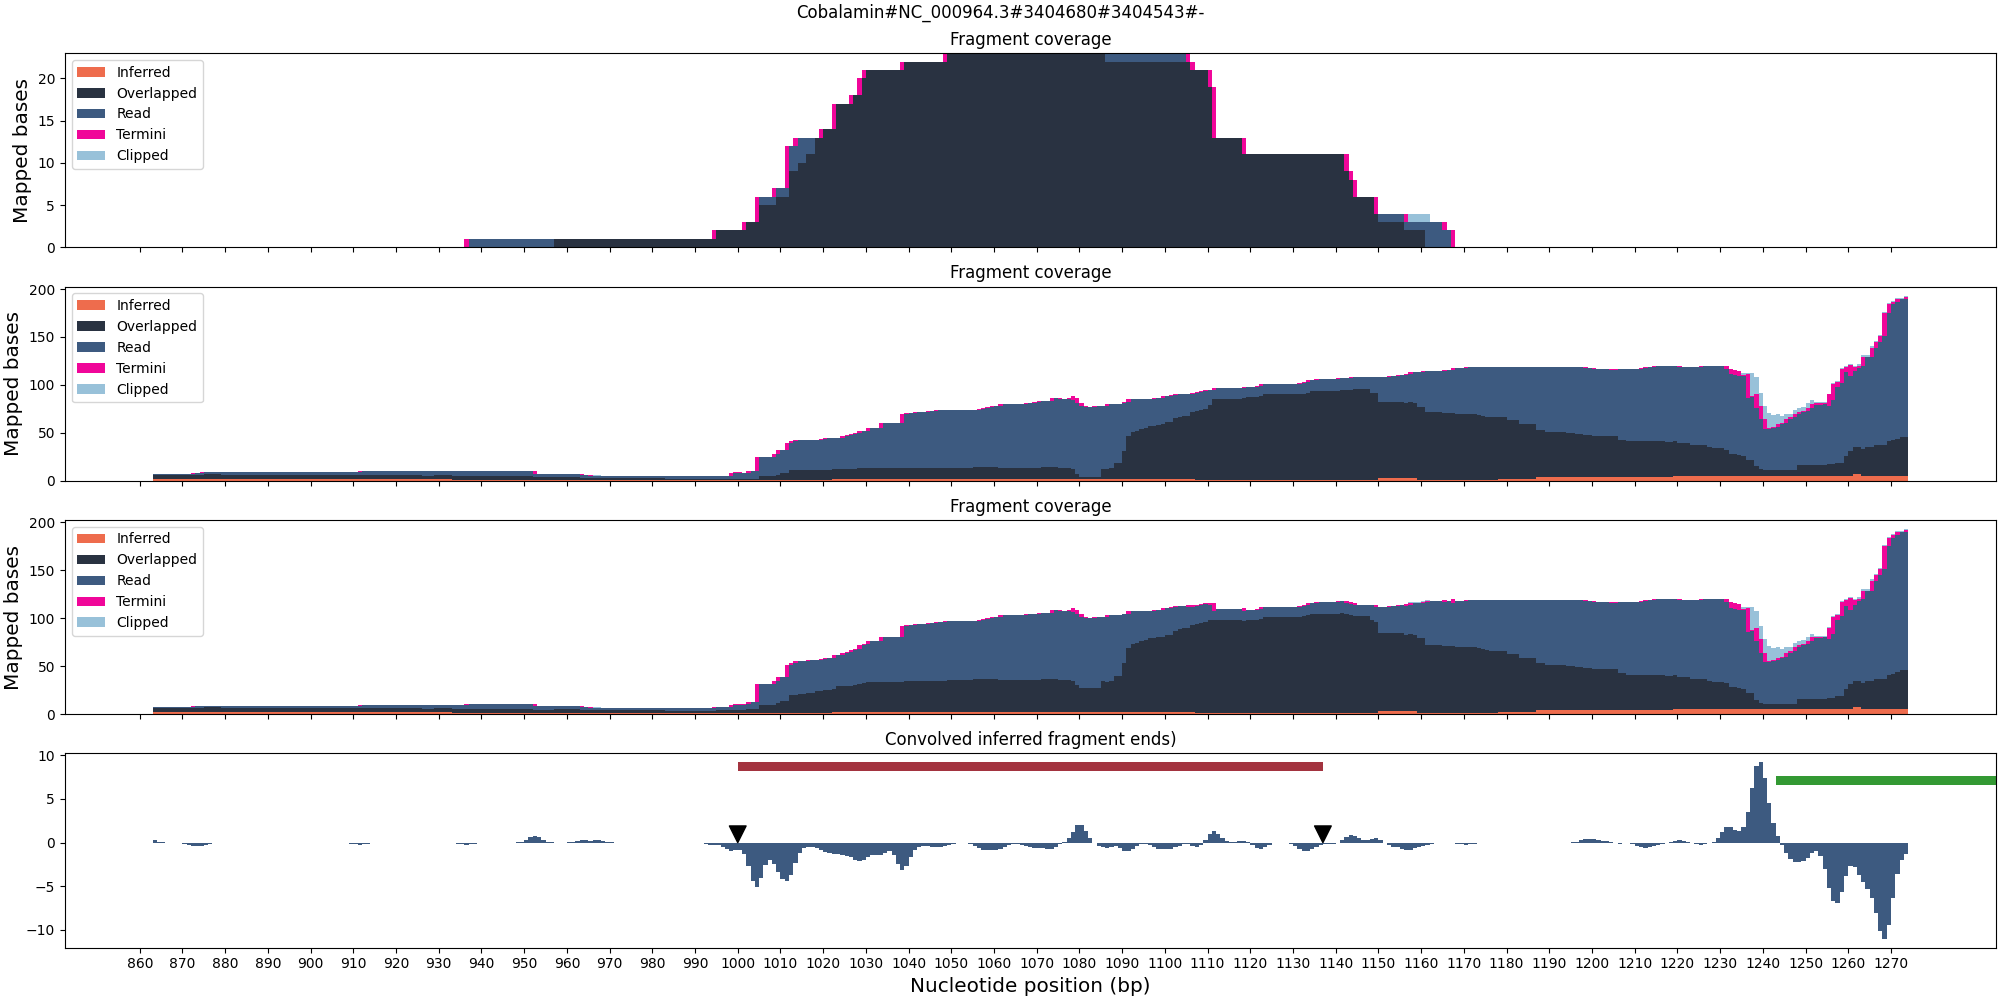 Cobalamin#NC_000964.3#3404680#3404543#-
Fragment coverage
Mapped bases
20
15
10
5
0
Inferred
Overlapped
Read
Termini
Clipped
Fragment coverage
Mapped bases
200
150
100
50
0
Inferred
Overlapped
Read
Termini
Clipped
Fragment coverage
Mapped bases
200
150
100
50
0
Inferred
Overlapped
Read
Termini
Clipped
Convolved inferred fragment ends)
10
5
0
−5
−10
860 870 880 890 900 910 920 930 940 950 960 970 980 990 1000 1010 1020 1030 1040 1050 1060 1070 1080 1090 1100 1110 1120 1130 1140 1150 1160 1170 1180 1190 1200 1210 1220 1230 1240 1250 1260 1270
Nucleotide position (bp)